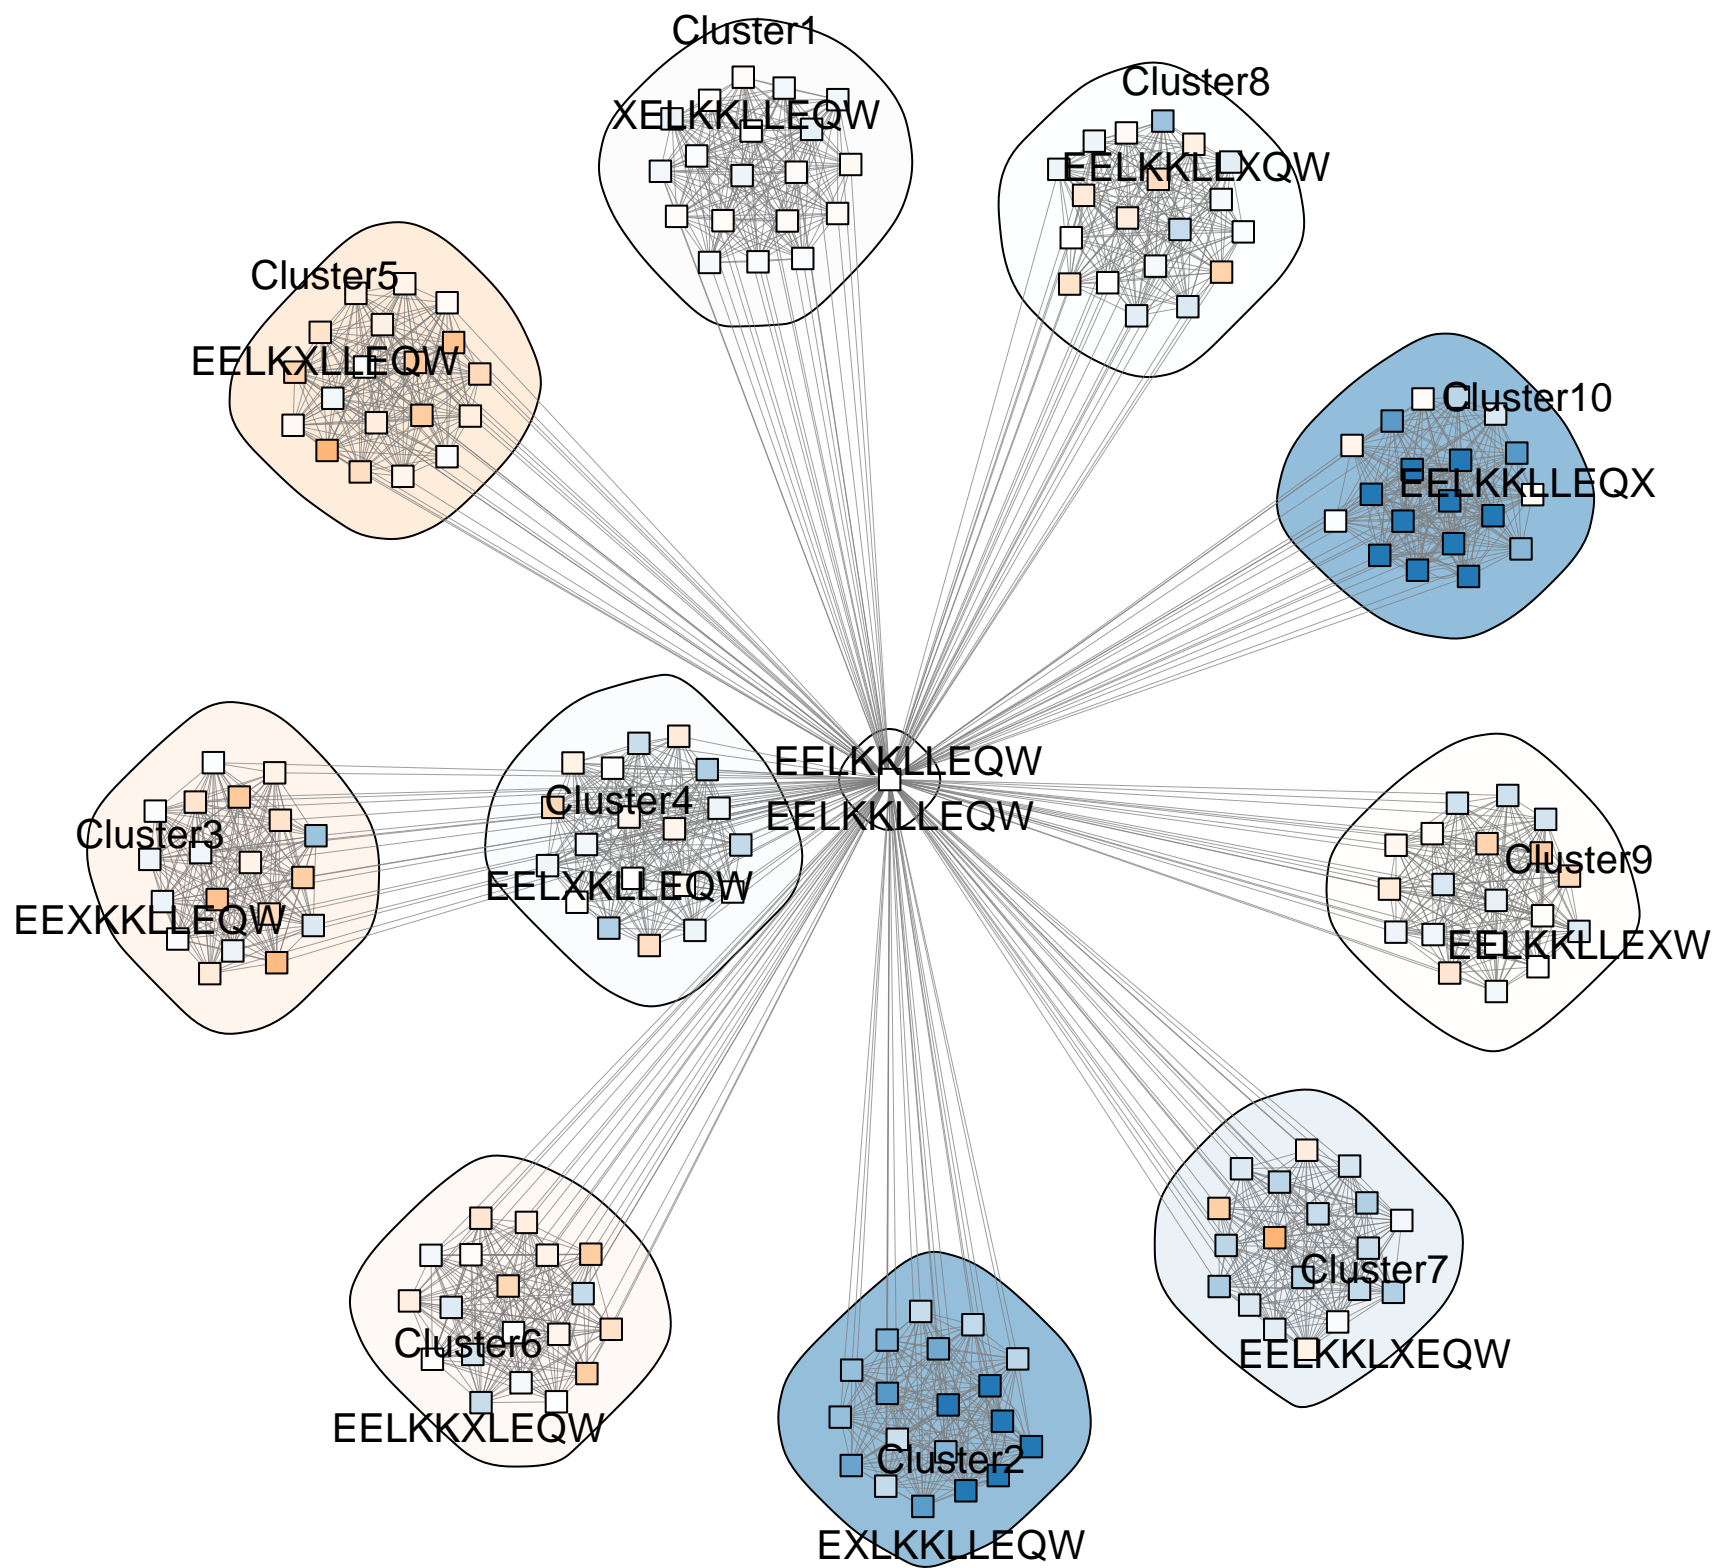 Cluster1
XELKKLLEQW
Cluster8
EELKKLLXQW
Cluster5
EELKXLLEQW
Cluster10
EELKKLLEQX
EELKKLLEQW
EELKKLLEQW
Cluster4
EELXKLLEQW
Cluster3
EEXKKLLEQW
Cluster9
EELKKLLEXW
Cluster7
EELKKLXEQW
Cluster6
EELKKXLEQW
Cluster2
EXLKKLLEQW